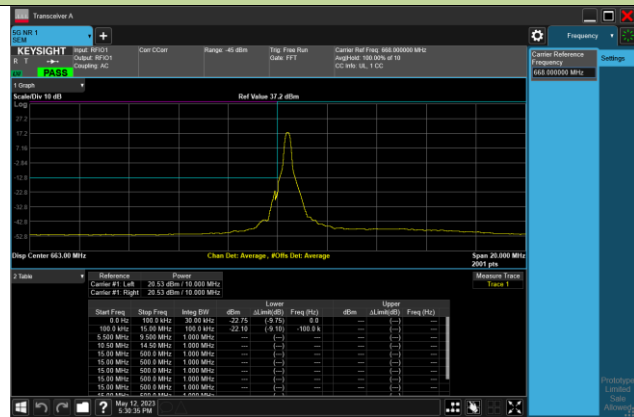 Transceiver A
5G NR 1
SEM
Frequency
KEYSIGHT
R T
PASS
Input: RFIO1
Output: RFIO1
Coupling: AC
Corr CCorr
Range: -45 dBm
Trig: Free Run
Gate: FFT
Carrier Ref Freq: 668.000000 MHz
Avg|Hold: 100.00% of 10
CC Info: UL, 1 CC
Carrier Reference
Frequency
668.000000 MHz
Settings
1 Graph
Scale/Div 10 dB
Ref Value 37.2 dBm
Log
27.2
17.2
7.16
-2.84
-12.8
-22.8
-32.8
-42.8
-52.8
Disp Center 663.00 MHz
Chan Det: Average , #Offs Det: Average
Span 20.000 MHz
2001 pts
2 Table
Measure Trace
Trace 1
Reference Power
Carrier #1: Left 20.53 dBm / 10.000 MHz
Carrier #1: Right 20.53 dBm / 10.000 MHz
Lower Upper
Start Freq Stop Freq Integ BW dBm ΔLimit(dB) Freq (Hz) dBm ΔLimit(dB) Freq (Hz)
0.0 Hz 100.0 kHz 30.00 kHz -22.75 (-9.75) 0.0 --- (---) ---
100.0 kHz 15.00 MHz 100.0 kHz -22.10 (-9.10) -100.0 k --- (---) ---
5.500 MHz 9.500 MHz 1.000 MHz --- (---) --- --- (---) ---
10.50 MHz 14.50 MHz 1.000 MHz --- (---) --- --- (---) ---
15.00 MHz 500.0 MHz 1.000 MHz --- (---) --- --- (---) ---
15.00 MHz 500.0 MHz 1.000 MHz --- (---) --- --- (---) ---
15.00 MHz 500.0 MHz 1.000 MHz --- (---) --- --- (---) ---
15.00 MHz 500.0 MHz 1.000 MHz --- (---) --- --- (---) ---
15.00 MHz 500.0 MHz 1.000 MHz --- (---) --- --- (---) ---
Prototype
Limited
Sale
Allowed
May 12, 2023
5:30:35 PM